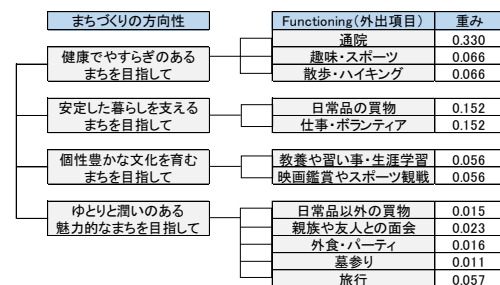 まちづくりの方向性 Functioning(外出項目) 重み
健康でやすらぎのある
まちを目指して
通院 0.330
趣味・スポーツ 0.066
散歩・ハイキング 0.066
安定した暮らしを支える
まちを目指して
日常品の買物 0.152
仕事・ボランティア 0.152
個性豊かな文化を育む
まちを目指して
教養や習い事・生涯学習 0.056
映画鑑賞やスポーツ観戦 0.056
ゆとりと潤いのある
魅力的なまちを目指して
日常品以外の買物 0.015
親族や友人との面会 0.023
外食・パーティ 0.016
墓参り 0.011
旅行 0.057